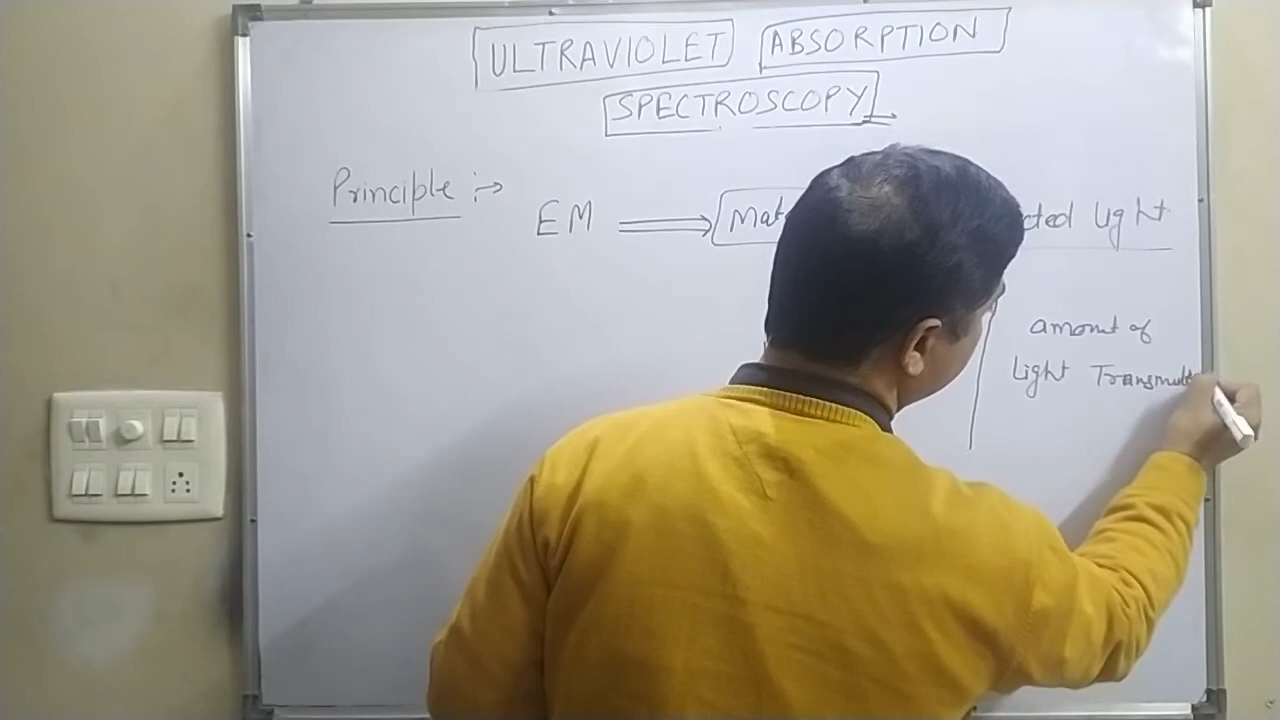 ULTRAVIOLET ABSORPTION
SPECTROSCOPY
Principle :→
EM ⟹ Mat cted light
amount of
light Transmitt